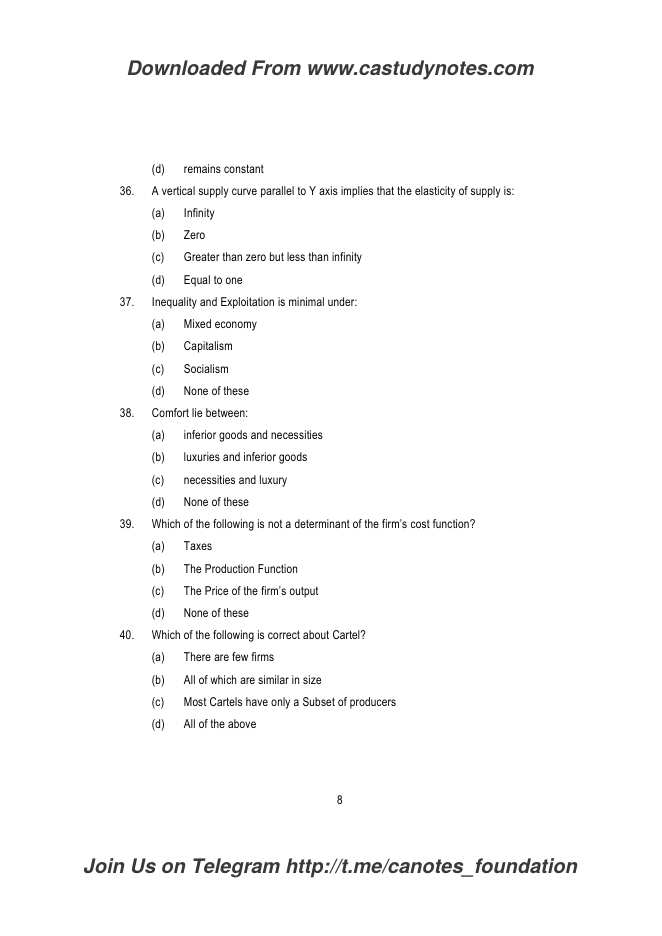 Downloaded From www.castudynotes.com
(d) remains constant
36. A vertical supply curve parallel to Y axis implies that the elasticity of supply is:
(a) Infinity
(b) Zero
(c) Greater than zero but less than infinity
(d) Equal to one
37. Inequality and Exploitation is minimal under:
(a) Mixed economy
(b) Capitalism
(c) Socialism
(d) None of these
38. Comfort lie between:
(a) inferior goods and necessities
(b) luxuries and inferior goods
(c) necessities and luxury
(d) None of these
39. Which of the following is not a determinant of the firm's cost function?
(a) Taxes
(b) The Production Function
(c) The Price of the firm's output
(d) None of these
40. Which of the following is correct about Cartel?
(a) There are few firms
(b) All of which are similar in size
(c) Most Cartels have only a Subset of producers
(d) All of the above
8
Join Us on Telegram http://t.me/canotes_foundation